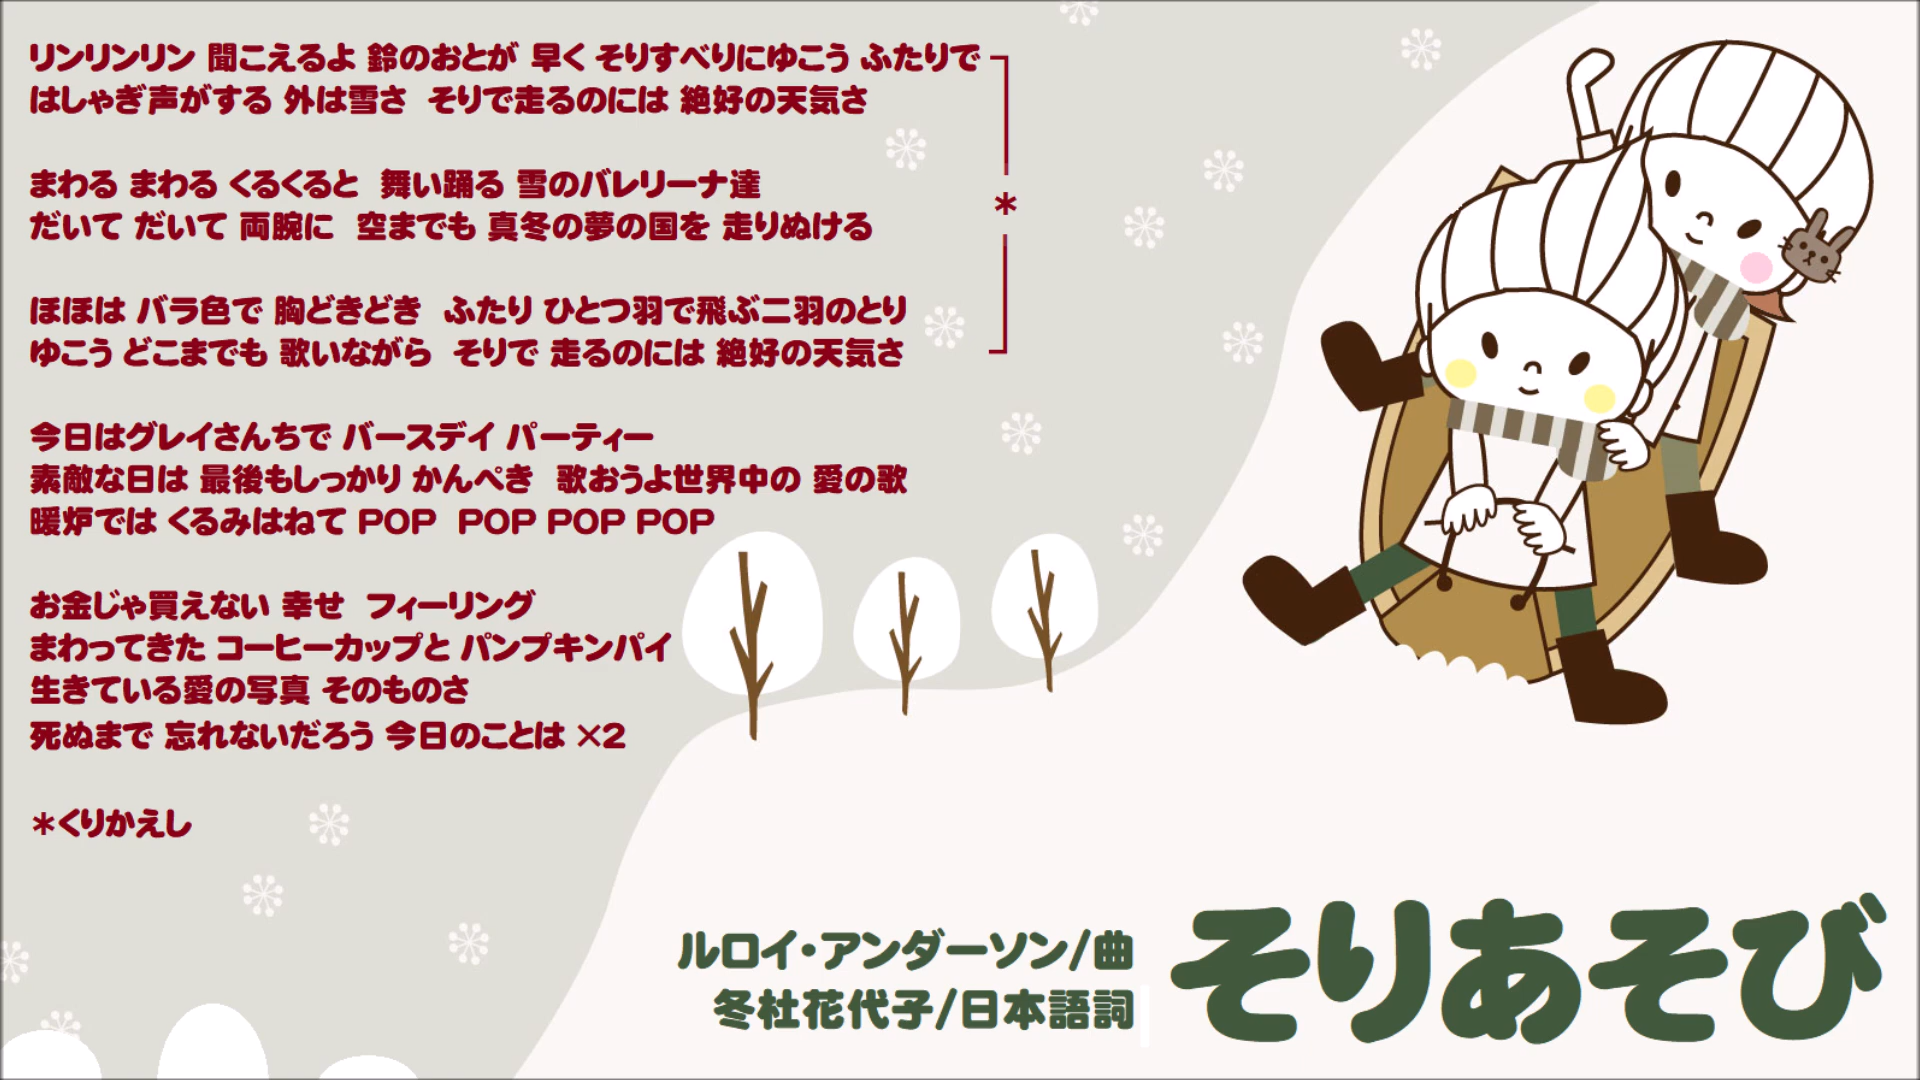 リンリンリン 聞こえるよ 鈴のおとが 早く そりすべりにゆこう ふたりで
はしゃぎ声がする 外は雪さ そりで走るのには 絶好の天気さ
まわる まわる くるくると 舞い踊る 雪のバレリーナ達
だいて だいて 両腕に 空までも 真冬の夢の国を 走りぬける
*
ほほは バラ色で 胸どきどき ふたり ひとつ羽で飛ぶ二羽のとり
ゆこう どこまでも 歌いながら そりで 走るのには 絶好の天気さ
今日はグレイさんちで バースデイ パーティー
素敵な日は 最後もしっかり かんぺき 歌おうよ世界中の 愛の歌
暖炉では くるみはねて POP POP POP POP
お金じゃ買えない 幸せ フィーリング
まわってきた コーヒーカップと パンプキンパイ
生きている愛の写真 そのものさ
死ぬまで 忘れないだろう 今日のことは ×2
*くりかえし
ルロイ・アンダーソン/曲
冬杜花代子/日本語詞
そりあそび